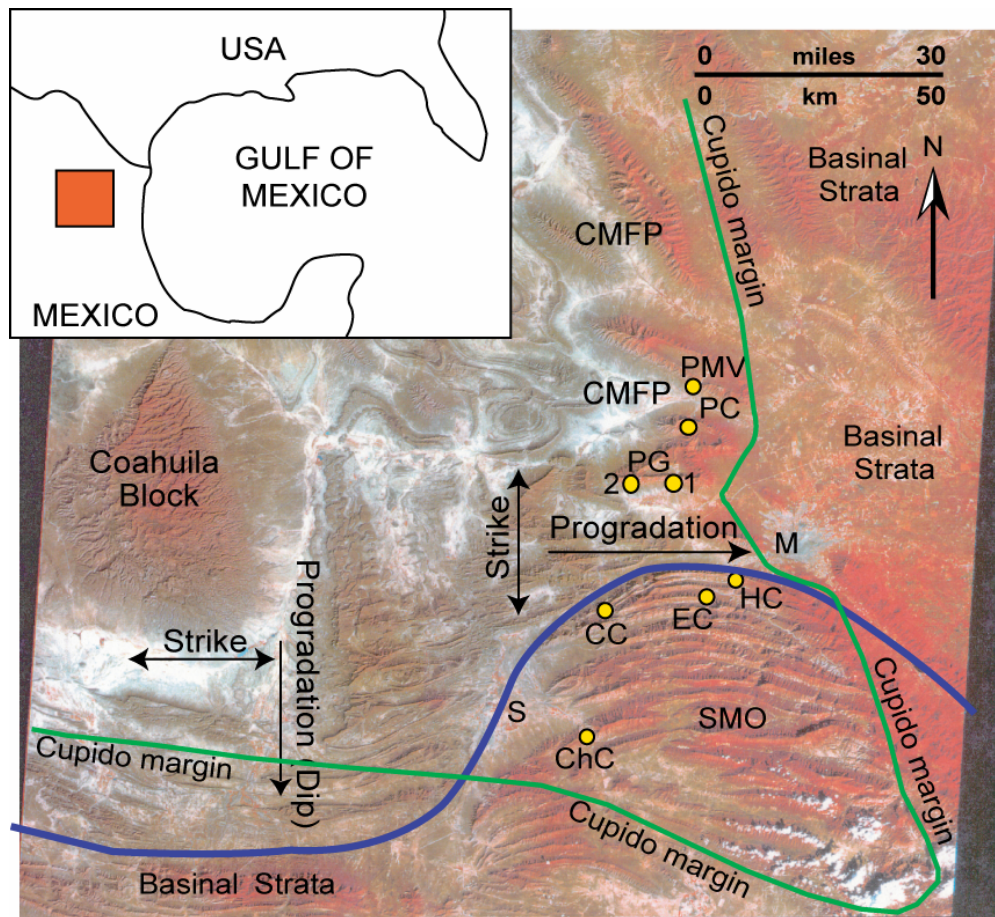 USA
GULF OF
MEXICO
MEXICO
0 miles 30
0 km 50
N
Cupido margin
Basinal
Strata
CMFP
PMV
CMFP
PC
Basinal
Strata
Coahuila
Block
PG
2 1
Strike
Progradation
M
HC
EC
CC
Strike
Progradation (Dip)
S
SMO
ChC
Cupido margin
Cupido margin
Cupido margin
Basinal Strata